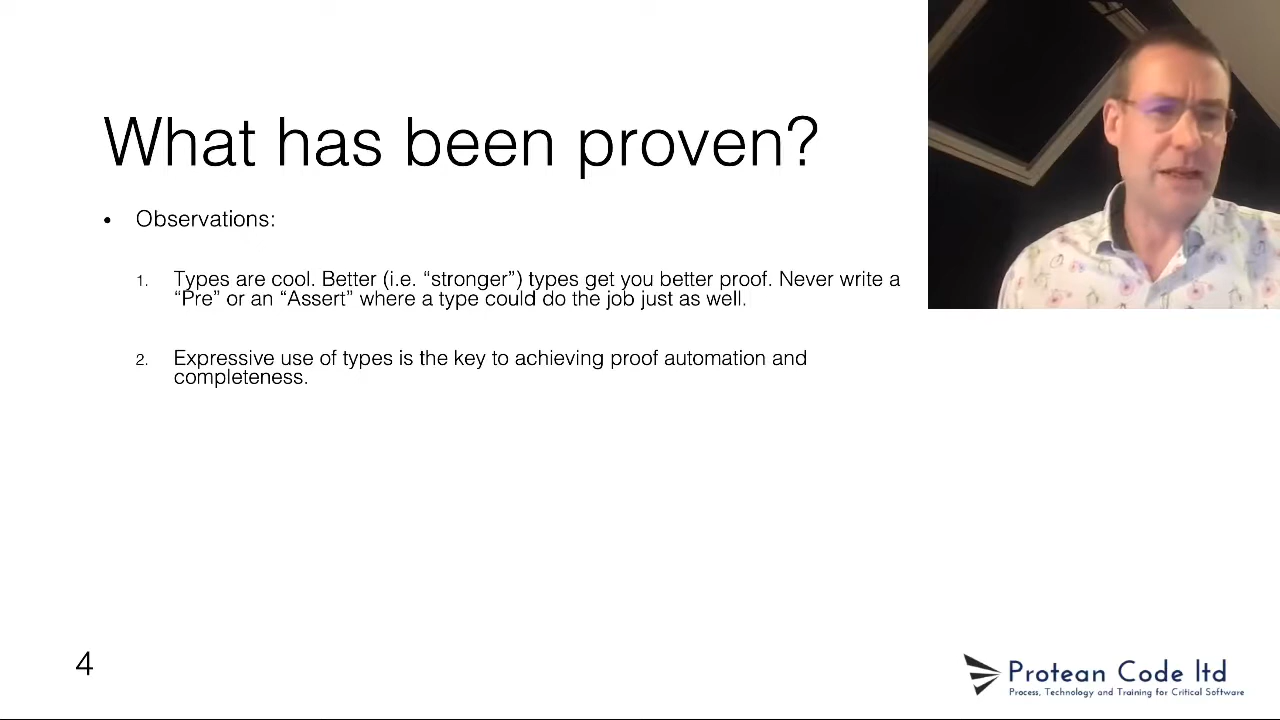 What has been proven?
• Observations:
1. Types are cool. Better (i.e. “stronger”) types get you better proof. Never write a
“Pre” or an “Assert” where a type could do the job just as well.
2. Expressive use of types is the key to achieving proof automation and
completeness.
4
Protean Code ltd
Process, Technology and Training for Critical Software